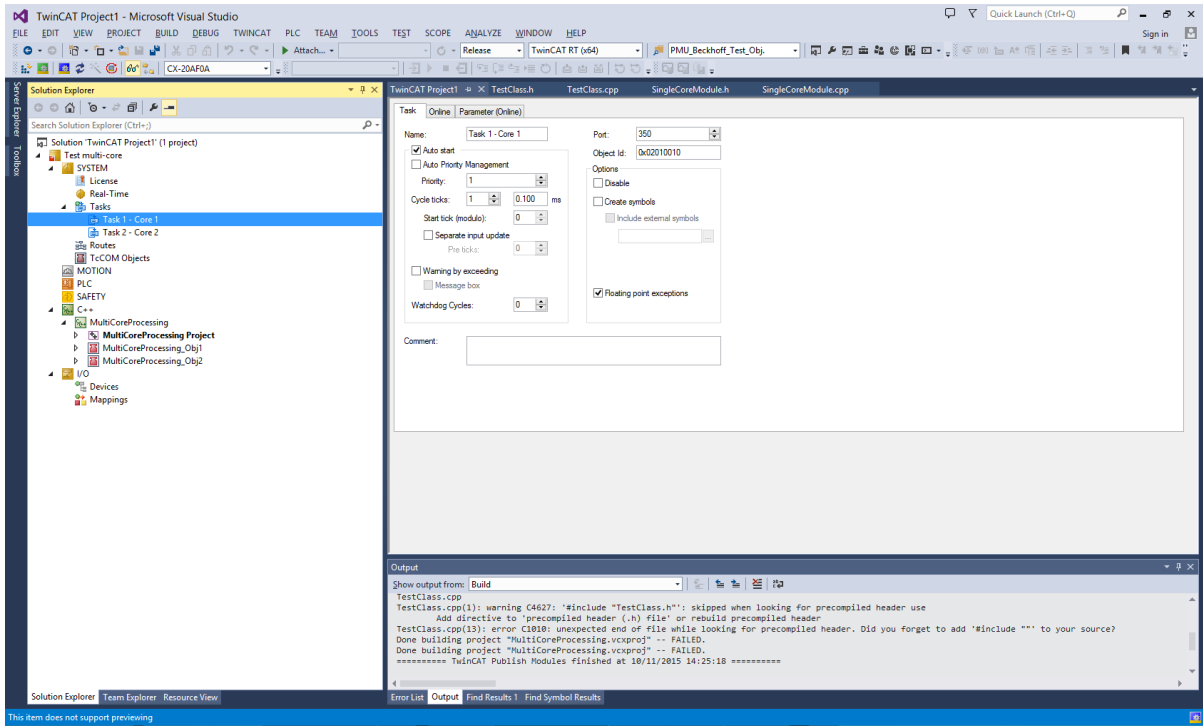 TwinCAT Project1 - Microsoft Visual Studio
Quick Launch (Ctrl+Q)
FILE EDIT VIEW PROJECT BUILD DEBUG TWINCAT PLC TEAM TOOLS TEST SCOPE ANALYZE WINDOW HELP
Sign in
Attach...
Release
TwinCAT RT (x64)
PMU_Beckhoff_Test_Obj.
CX-20AF0A
Server Explorer
Toolbox
Solution Explorer
Search Solution Explorer (Ctrl+;)
Solution 'TwinCAT Project1' (1 project)
Test multi-core
SYSTEM
License
Real-Time
Tasks
Task 1 - Core 1
Task 2 - Core 2
Routes
TcCOM Objects
MOTION
PLC
SAFETY
C++
MultiCoreProcessing
MultiCoreProcessing Project
MultiCoreProcessing_Obj1
MultiCoreProcessing_Obj2
I/O
Devices
Mappings
Solution Explorer Team Explorer Resource View
TwinCAT Project1 TestClass.h TestClass.cpp SingleCoreModule.h SingleCoreModule.cpp
Task Online Parameter (Online)
Name: Task 1 - Core 1
Auto start
Auto Priority Management
Priority: 1
Cycle ticks: 1 0.100 ms
Start tick (modulo): 0
Separate input update
Pre ticks: 0
Warning by exceeding
Message box
Watchdog Cycles: 0
Port: 350
Object Id: 0x02010010
Options
Disable
Create symbols
Include external symbols
...
Floating point exceptions
Comment:
Output
Show output from: Build
TestClass.cpp
TestClass.cpp(1): warning C4627: '#include "TestClass.h"': skipped when looking for precompiled header use
Add directive to 'precompiled header (.h) file' or rebuild precompiled header
TestClass.cpp(13): error C1010: unexpected end of file while looking for precompiled header. Did you forget to add '#include ""' to your source?
Done building project "MultiCoreProcessing.vcxproj" -- FAILED.
Done building project "MultiCoreProcessing.vcxproj" -- FAILED.
========== TwinCAT Publish Modules finished at 10/11/2015 14:25:18 ==========
Error List Output Find Results 1 Find Symbol Results
This item does not support previewing